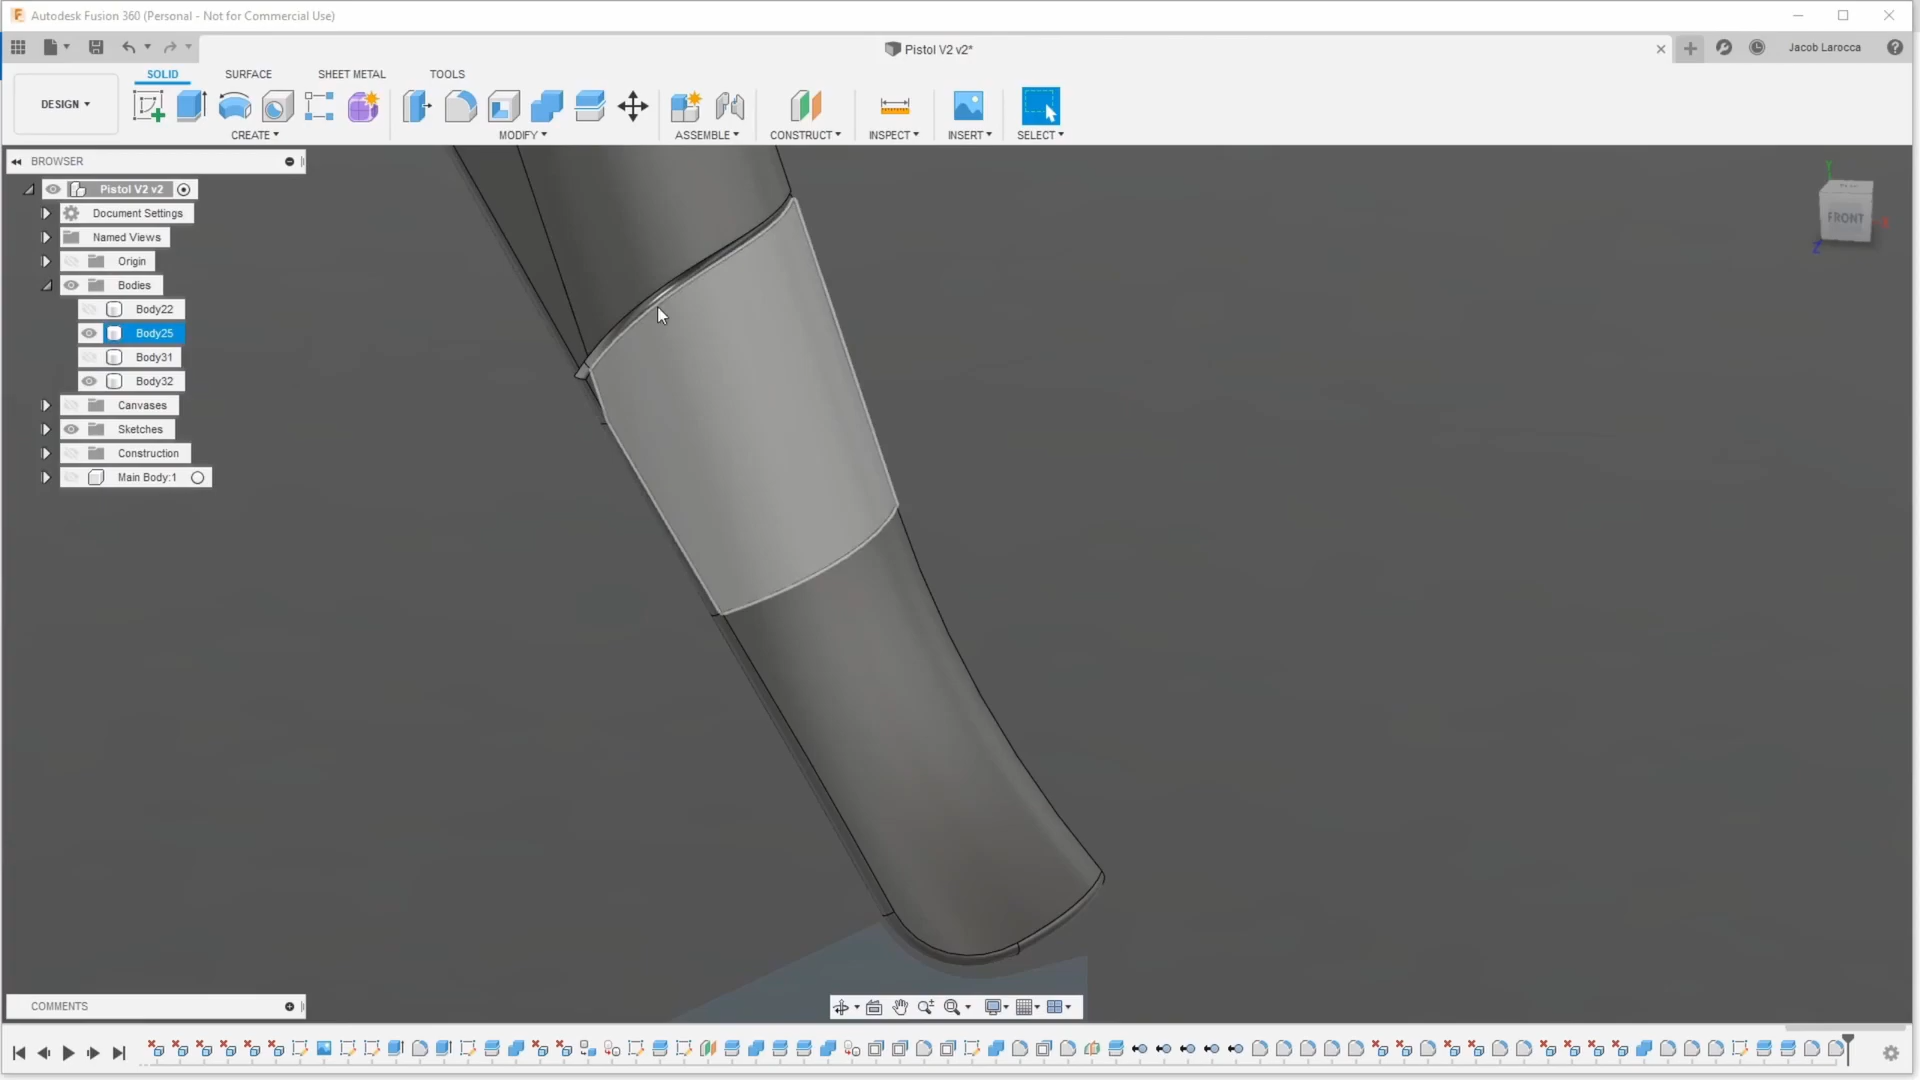 Autodesk Fusion 360 (Personal - Not for Commercial Use)
Pistol V2 v2*
Jacob Larocca
SOLID SURFACE SHEET METAL TOOLS
DESIGN
CREATE MODIFY ASSEMBLE CONSTRUCT INSPECT INSERT SELECT
BROWSER
Pistol V2 v2
Document Settings
Named Views
Origin
Bodies
Body22
Body25
Body31
Body32
Canvases
Sketches
Construction
Main Body:1
FRONT
Y
X
Z
COMMENTS